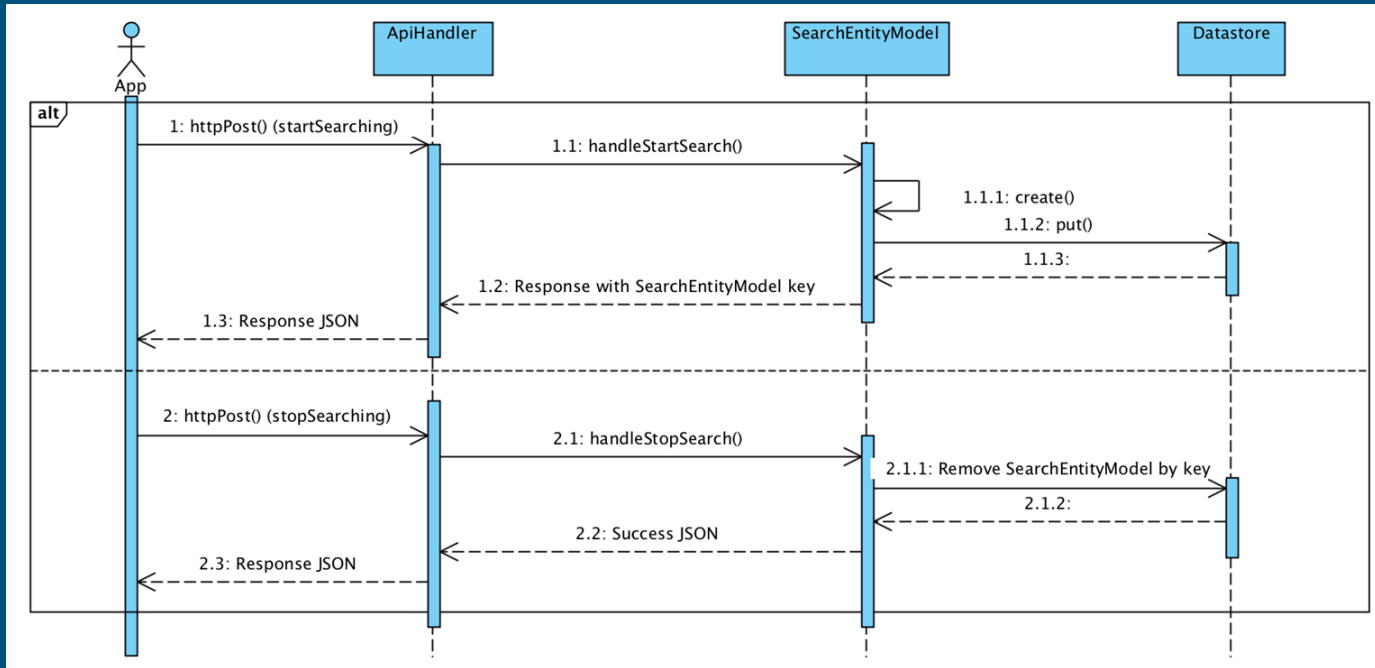 App
ApiHandler
SearchEntityModel
Datastore
alt
1: httpPost() (startSearching)
1.1: handleStartSearch()
1.1.1: create()
1.1.2: put()
1.1.3:
1.2: Response with SearchEntityModel key
1.3: Response JSON
2: httpPost() (stopSearching)
2.1: handleStopSearch()
2.1.1: Remove SearchEntityModel by key
2.1.2:
2.2: Success JSON
2.3: Response JSON